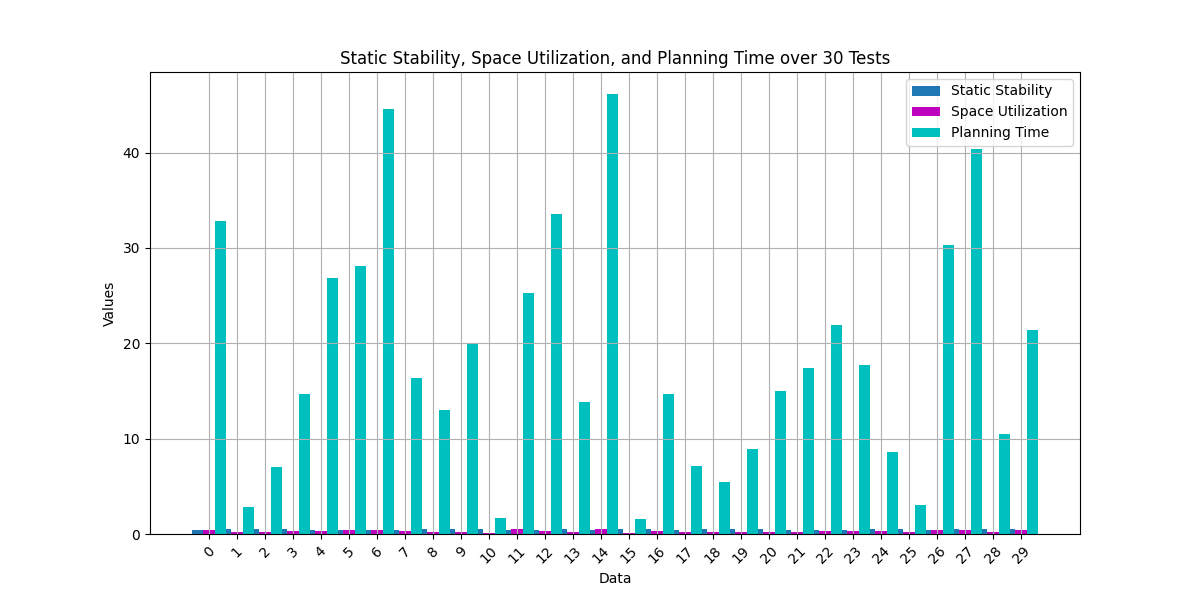 Static Stability, Space Utilization, and Planning Time over 30 Tests
Static Stability
Space Utilization
Planning Time
40
30
20
10
0
Values
0 1 2 3 4 5 6 7 8 9 10 11 12 13 14 15 16 17 18 19 20 21 22 23 24 25 26 27 28 29
Data